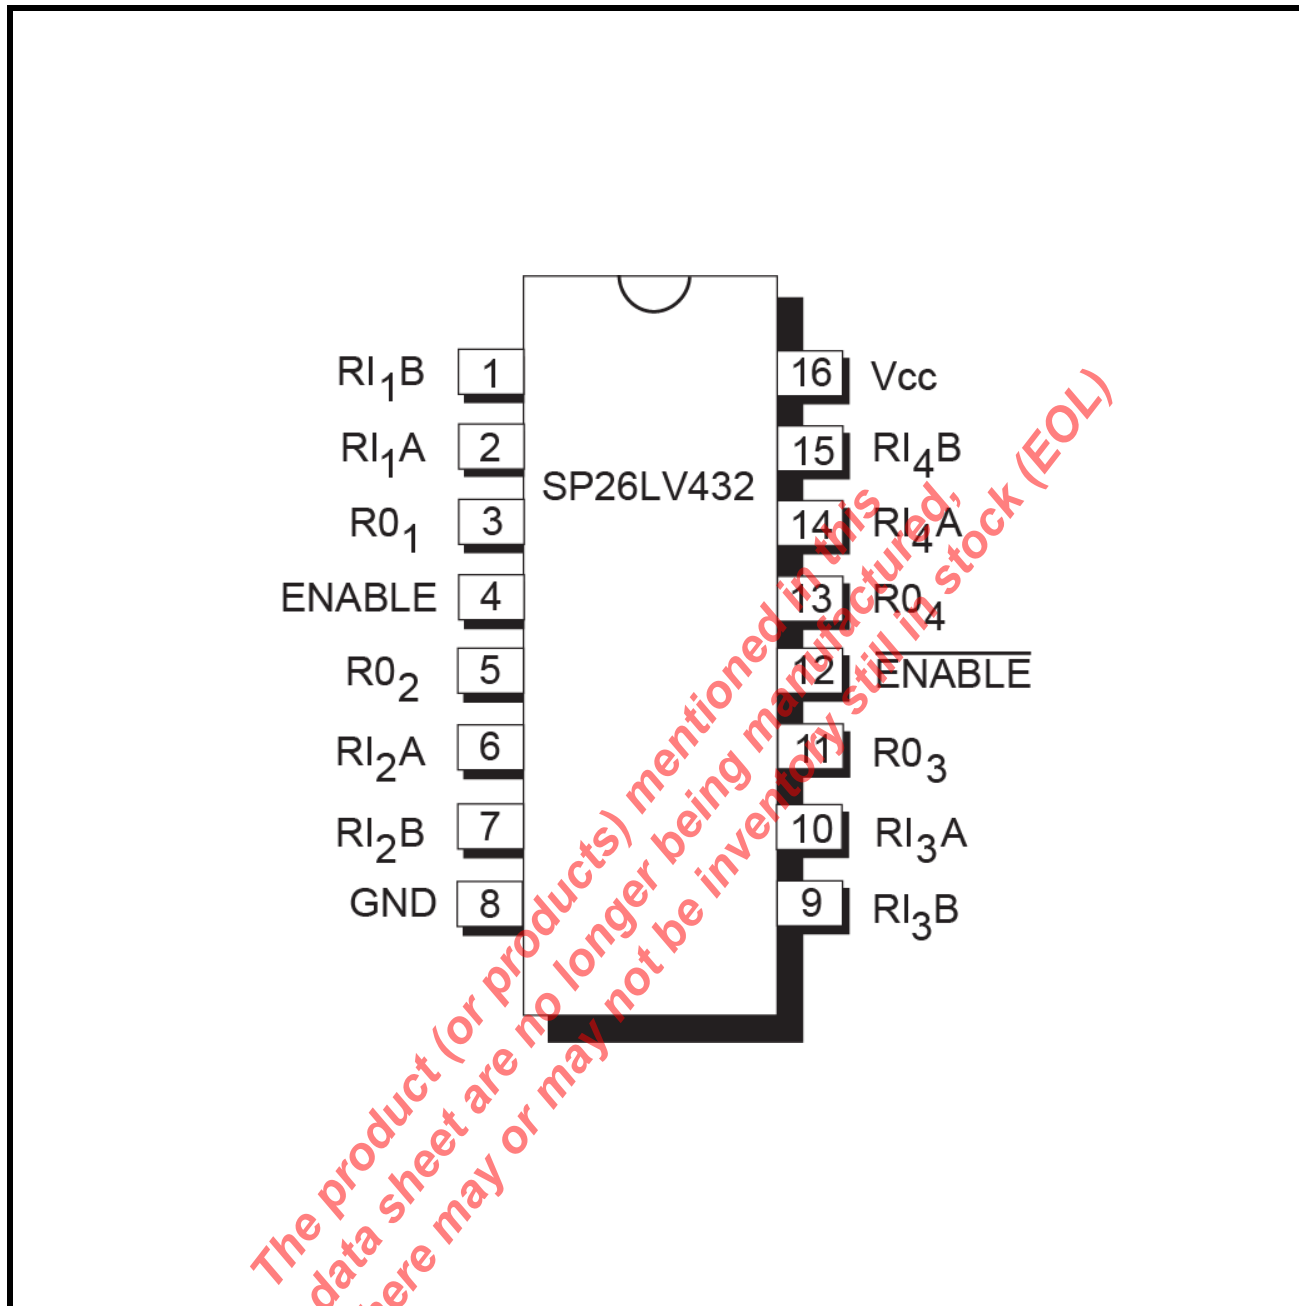 RI₁B 1
RI₁A 2
R0₁ 3
ENABLE 4
R0₂ 5
RI₂A 6
RI₂B 7
GND 8
SP26LV432
16 Vcc
15 RI₄B
14 RI₄A
13 R0₄
12 E̅N̅A̅B̅L̅E̅
11 R0₃
10 RI₃A
9 RI₃B
The product (or products) mentioned in this
data sheet are no longer being manufactured,
here may or may not be inventory still in stock (EOL)